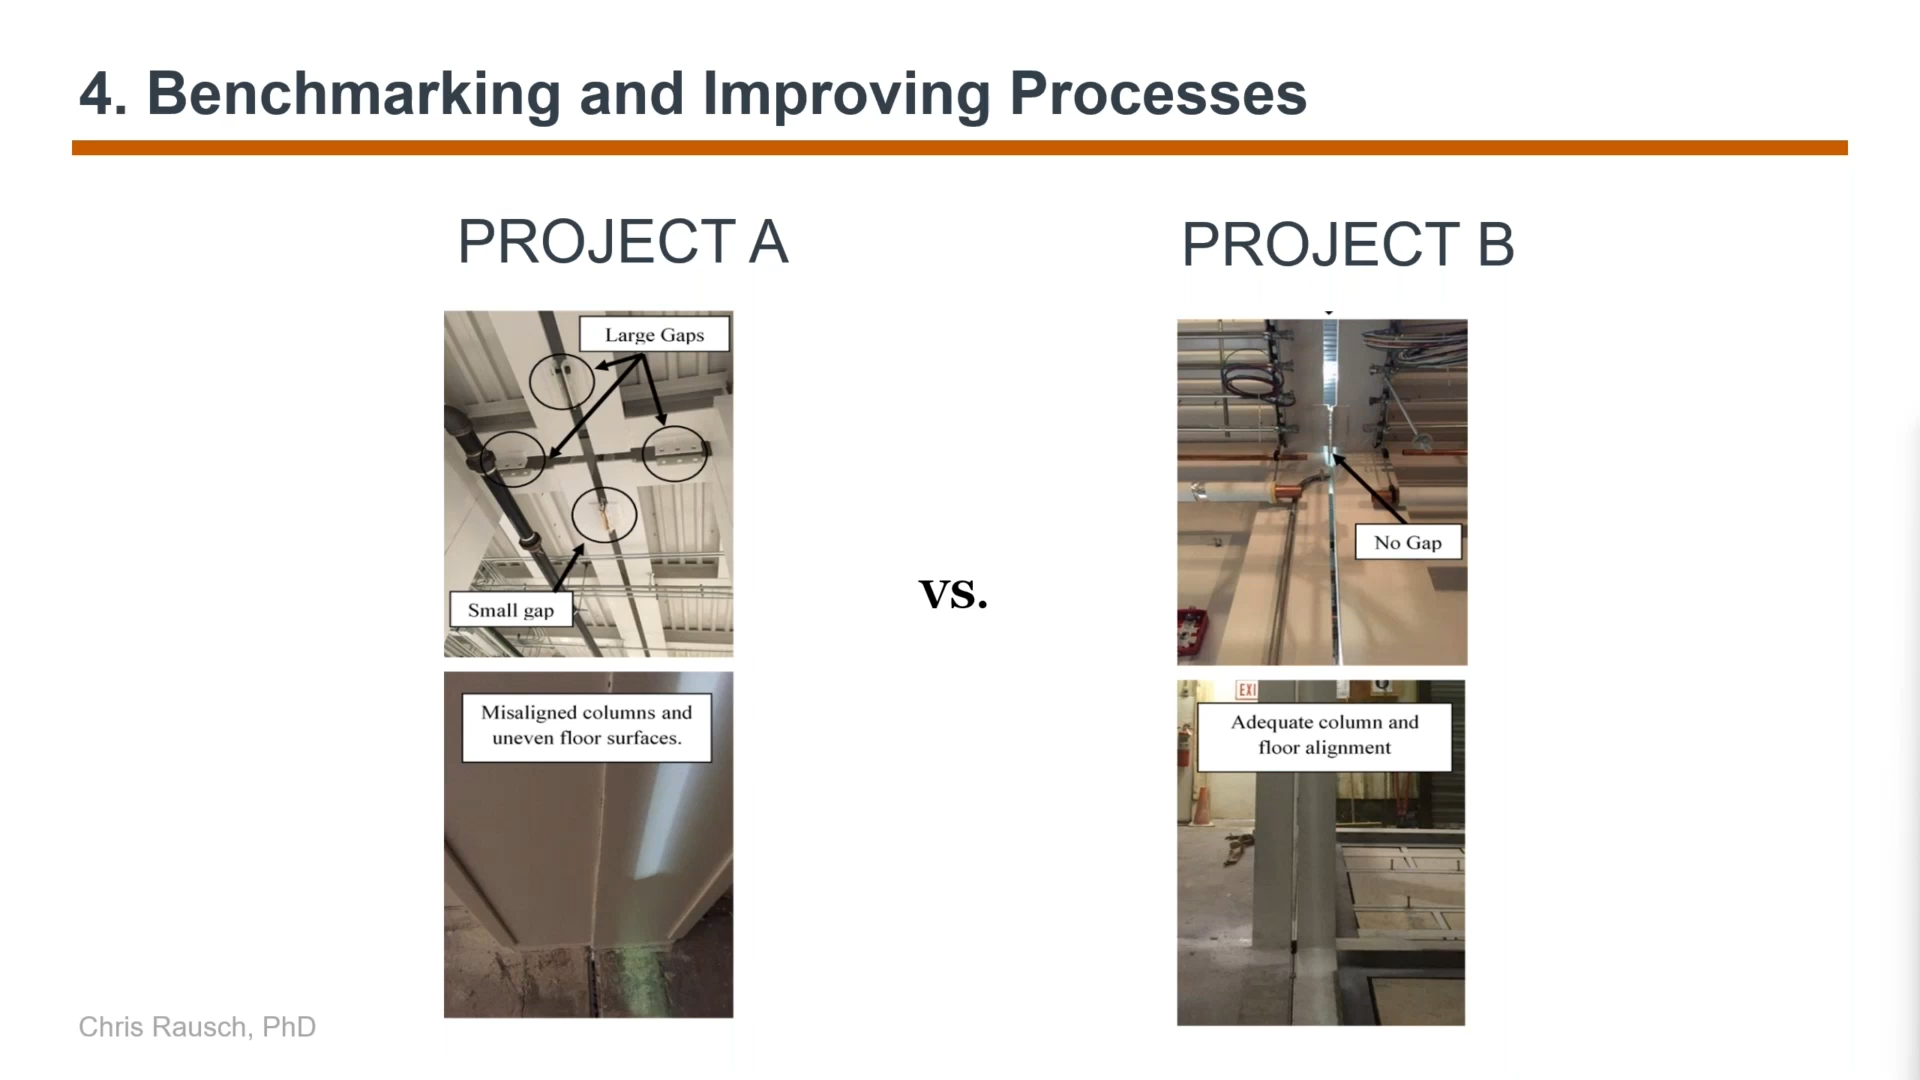 4. Benchmarking and Improving Processes
PROJECT A
PROJECT B
Large Gaps
Small gap
Misaligned columns and
uneven floor surfaces.
vs.
No Gap
EXI
Adequate column and
floor alignment
Chris Rausch, PhD